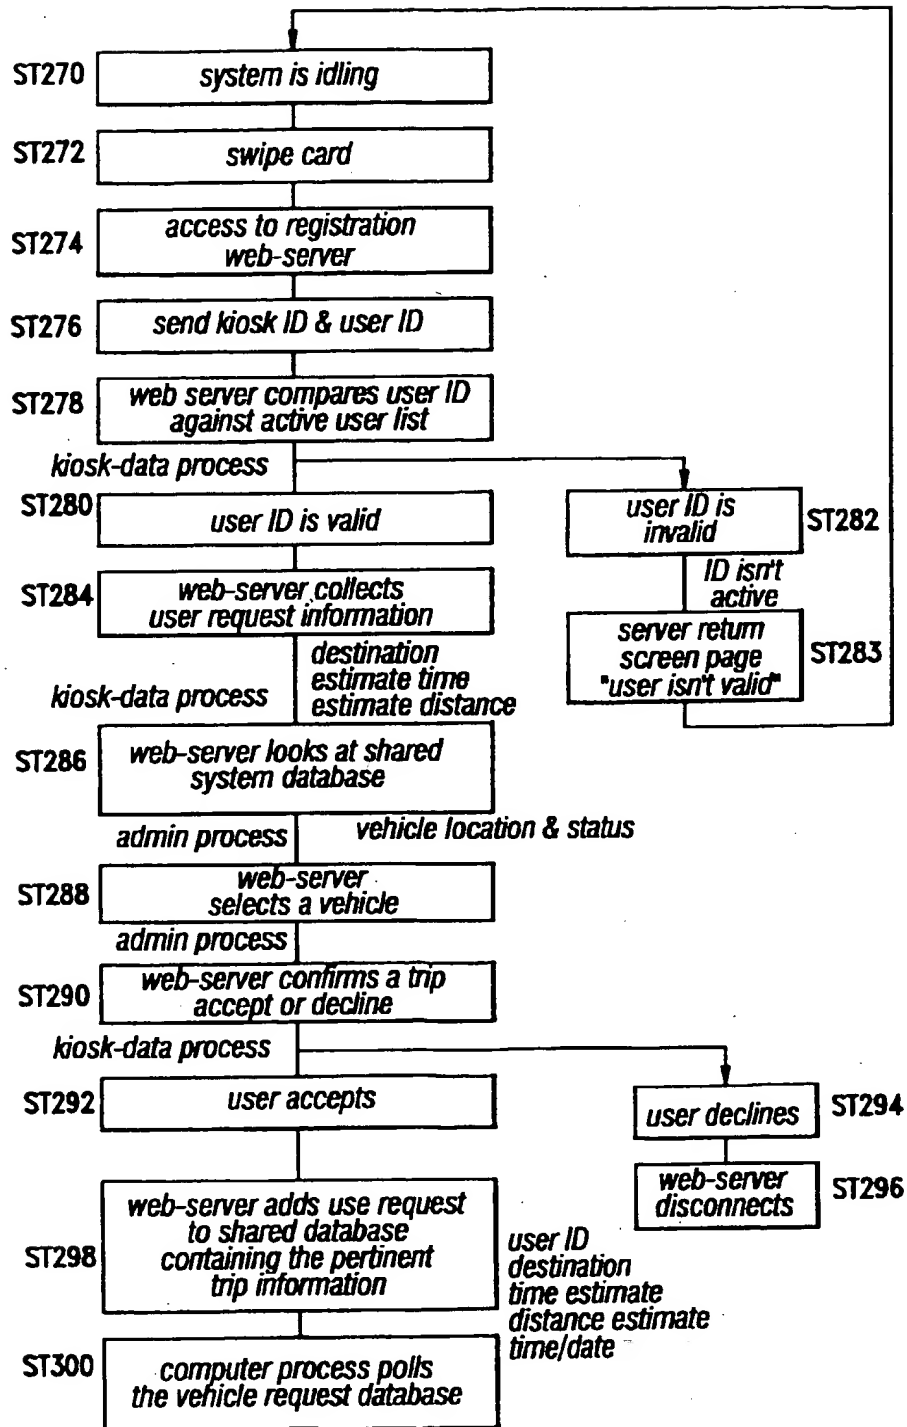 ST270
system is idling
ST272
swipe card
ST274
access to registration
web-server
ST276
send kiosk ID & user ID
ST278
web server compares user ID
against active user list
kiosk-data process
ST280
user ID is valid
user ID is
invalid
ST282
ID isn't
active
ST284
web-server collects
user request information
server return
screen page
"user isn't valid"
ST283
destination
estimate time
estimate distance
kiosk-data process
ST286
web-server looks at shared
system database
admin process
vehicle location & status
ST288
web-server
selects a vehicle
admin process
ST290
web-server confirms a trip
accept or decline
kiosk-data process
ST292
user accepts
user declines
ST294
web-server
disconnects
ST296
ST298
web-server adds use request
to shared database
containing the pertinent
trip information
user ID
destination
time estimate
distance estimate
time/date
ST300
computer process polls
the vehicle request database